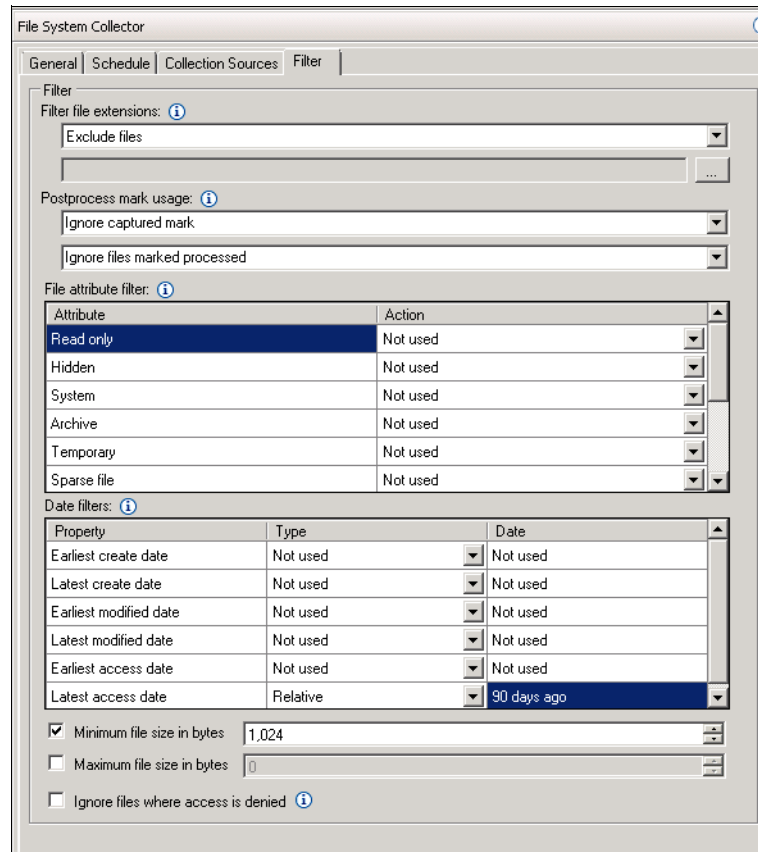 File System Collector
General Schedule Collection Sources Filter
Filter
Filter file extensions:
Exclude files
...
Postprocess mark usage:
Ignore captured mark
Ignore files marked processed
File attribute filter:
Attribute Action
Read only Not used
Hidden Not used
System Not used
Archive Not used
Temporary Not used
Sparse file Not used
Date filters:
Property Type Date
Earliest create date Not used Not used
Latest create date Not used Not used
Earliest modified date Not used Not used
Latest modified date Not used Not used
Earliest access date Not used Not used
Latest access date Relative 90 days ago
Minimum file size in bytes 1,024
Maximum file size in bytes 0
Ignore files where access is denied